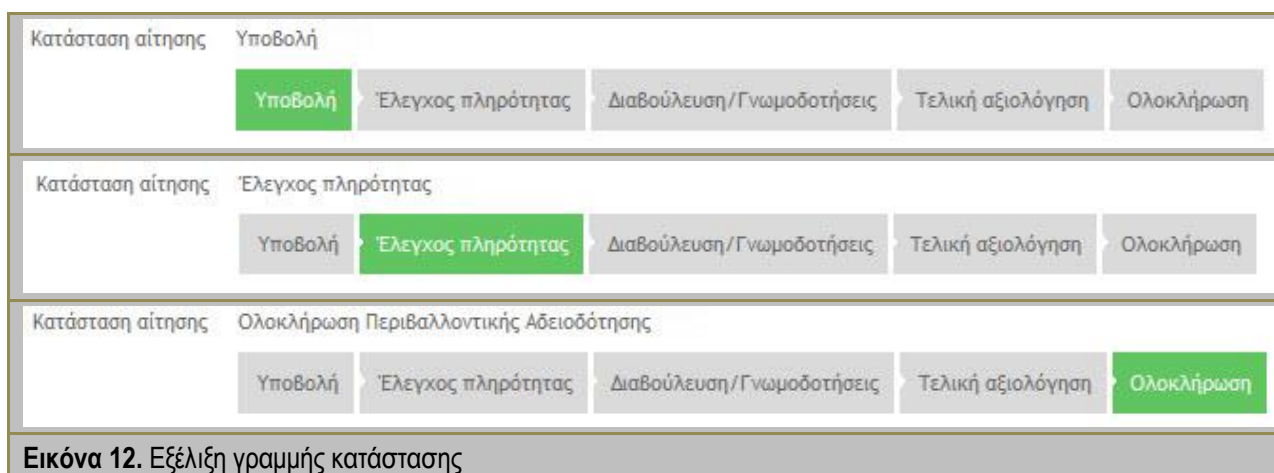 Κατάσταση αίτησης Υποβολή
Υποβολή Έλεγχος πληρότητας Διαβούλευση/Γνωμοδοτήσεις Τελική αξιολόγηση Ολοκλήρωση
Κατάσταση αίτησης Έλεγχος πληρότητας
Υποβολή Έλεγχος πληρότητας Διαβούλευση/Γνωμοδοτήσεις Τελική αξιολόγηση Ολοκλήρωση
Κατάσταση αίτησης Ολοκλήρωση Περιβαλλοντικής Αδειοδότησης
Υποβολή Έλεγχος πληρότητας Διαβούλευση/Γνωμοδοτήσεις Τελική αξιολόγηση Ολοκλήρωση
Εικόνα 12. Εξέλιξη γραμμής κατάστασης